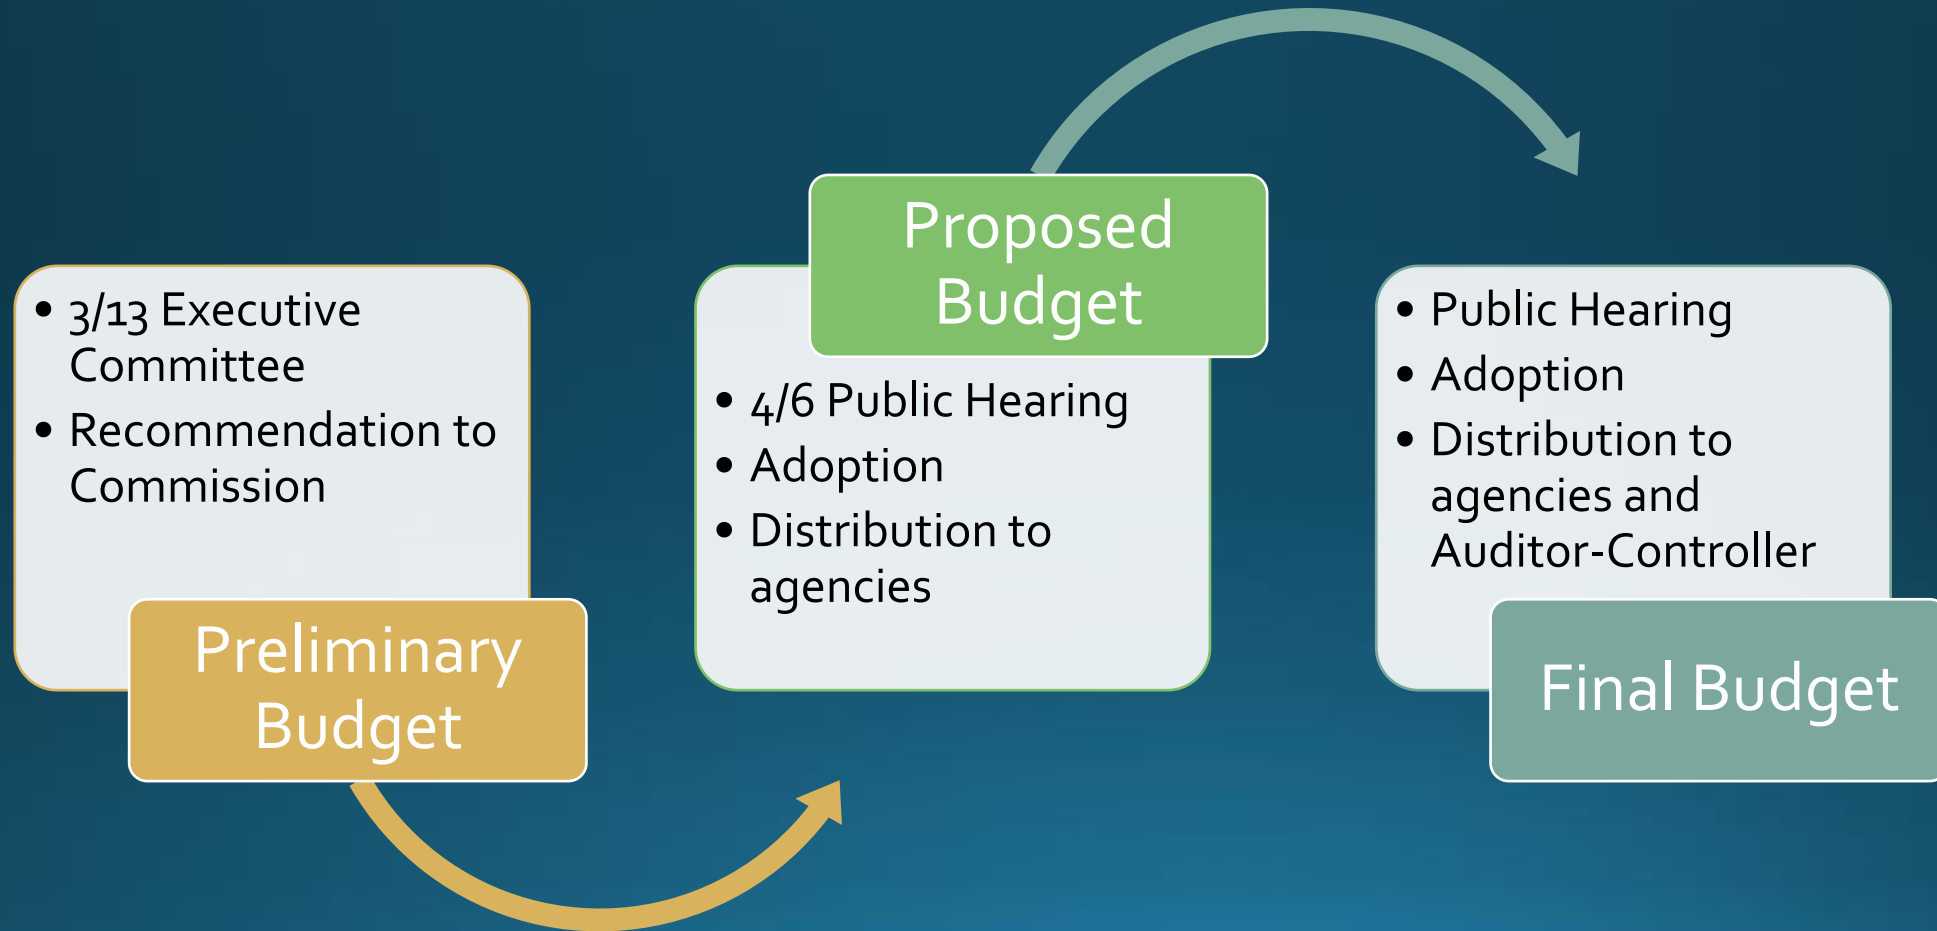 • 3/13 Executive
Committee
• Recommendation to
Commission
Preliminary
Budget
Proposed
Budget
• 4/6 Public Hearing
• Adoption
• Distribution to
agencies
• Public Hearing
• Adoption
• Distribution to
agencies and
Auditor-Controller
Final Budget